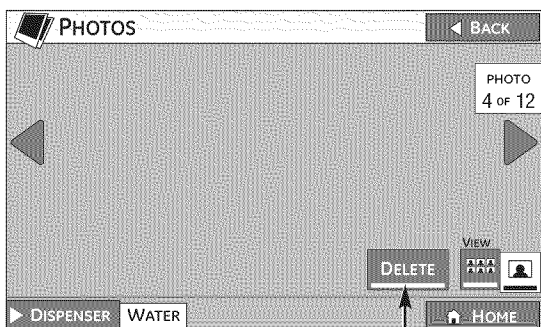 PHOTOS
BACK
PHOTO
4 OF 12
VIEW
DELETE
DISPENSER WATER
HOME